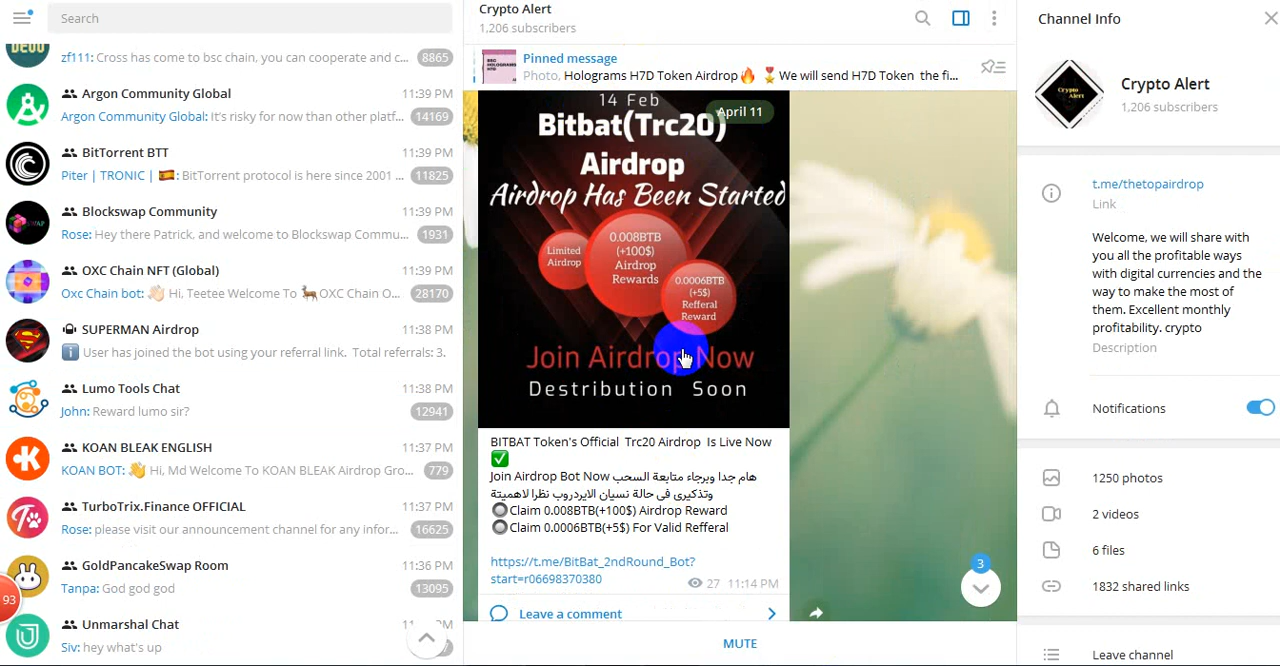 Search
DECO
zf111: Cross has come to bsc chain, you can cooperate and c...
8865
Argon Community Global
11:39 PM
Argon Community Global: It's risky for now than other platf...
14169
BitTorrent BTT
11:39 PM
Piter | TRONIC | 🇪🇸: BitTorrent protocol is here since 2001 ...
11825
Blockswap Community
11:39 PM
Rose: Hey there Patrick, and welcome to Blockswap Commu...
1931
OXC Chain NFT (Global)
11:39 PM
Oxc Chain bot: 👋🏻 Hi, Teetee Welcome To 🦌OXC Chain O...
28170
SUPERMAN Airdrop
11:38 PM
ℹ️ User has joined the bot using your referral link. Total referrals: 3.
Lumo Tools Chat
11:38 PM
John: Reward lumo sir?
12941
KOAN BLEAK ENGLISH
11:37 PM
KOAN BOT: 👋 Hi, Md Welcome To KOAN BLEAK Airdrop Gro...
779
TurboTrix.Finance OFFICIAL
11:37 PM
Rose: please visit our announcement channel for any infor...
16625
GoldPancakeSwap Room
11:36 PM
Tanpa: God god god
13095
93
Unmarshal Chat
Siv: hey what's up
Crypto Alert
1,206 subscribers
Pinned message
Photo, Holograms H7D Token Airdrop🔥 🎖️We will send H7D Token the fi...
BSC
HOLOGRAMS
H7D
14 Feb
April 11
Bitbat(Trc20)
Airdrop
Airdrop Has Been Started
Limited
Airdrop
0.008BTB
(+100$)
Airdrop
Rewards
0.0006BTB
(+5$)
Refferal
Reward
Join Airdrop Now
Destribution Soon
BITBAT Token's Official Trc20 Airdrop Is Live Now
✅
Join Airdrop Bot Now هام جدا وبرجاء متابعة السحب
وتذكيرى فى حالة نسيان الايردروب نظرا لاهميتة
🔘Claim 0.008BTB(+100$) Airdrop Reward
🔘Claim 0.0006BTB(+5$) For Valid Refferal
https://t.me/BitBat_2ndRound_Bot?
start=r06698370380
27 11:14 PM
Leave a comment
3
MUTE
Channel Info
Crypto Alert
Crypto Alert
1,206 subscribers
t.me/thetopairdrop
Link
Welcome, we will share with
you all the profitable ways
with digital currencies and the
way to make the most of
them. Excellent monthly
profitability. crypto
Description
Notifications
1250 photos
2 videos
6 files
1832 shared links
Leave channel